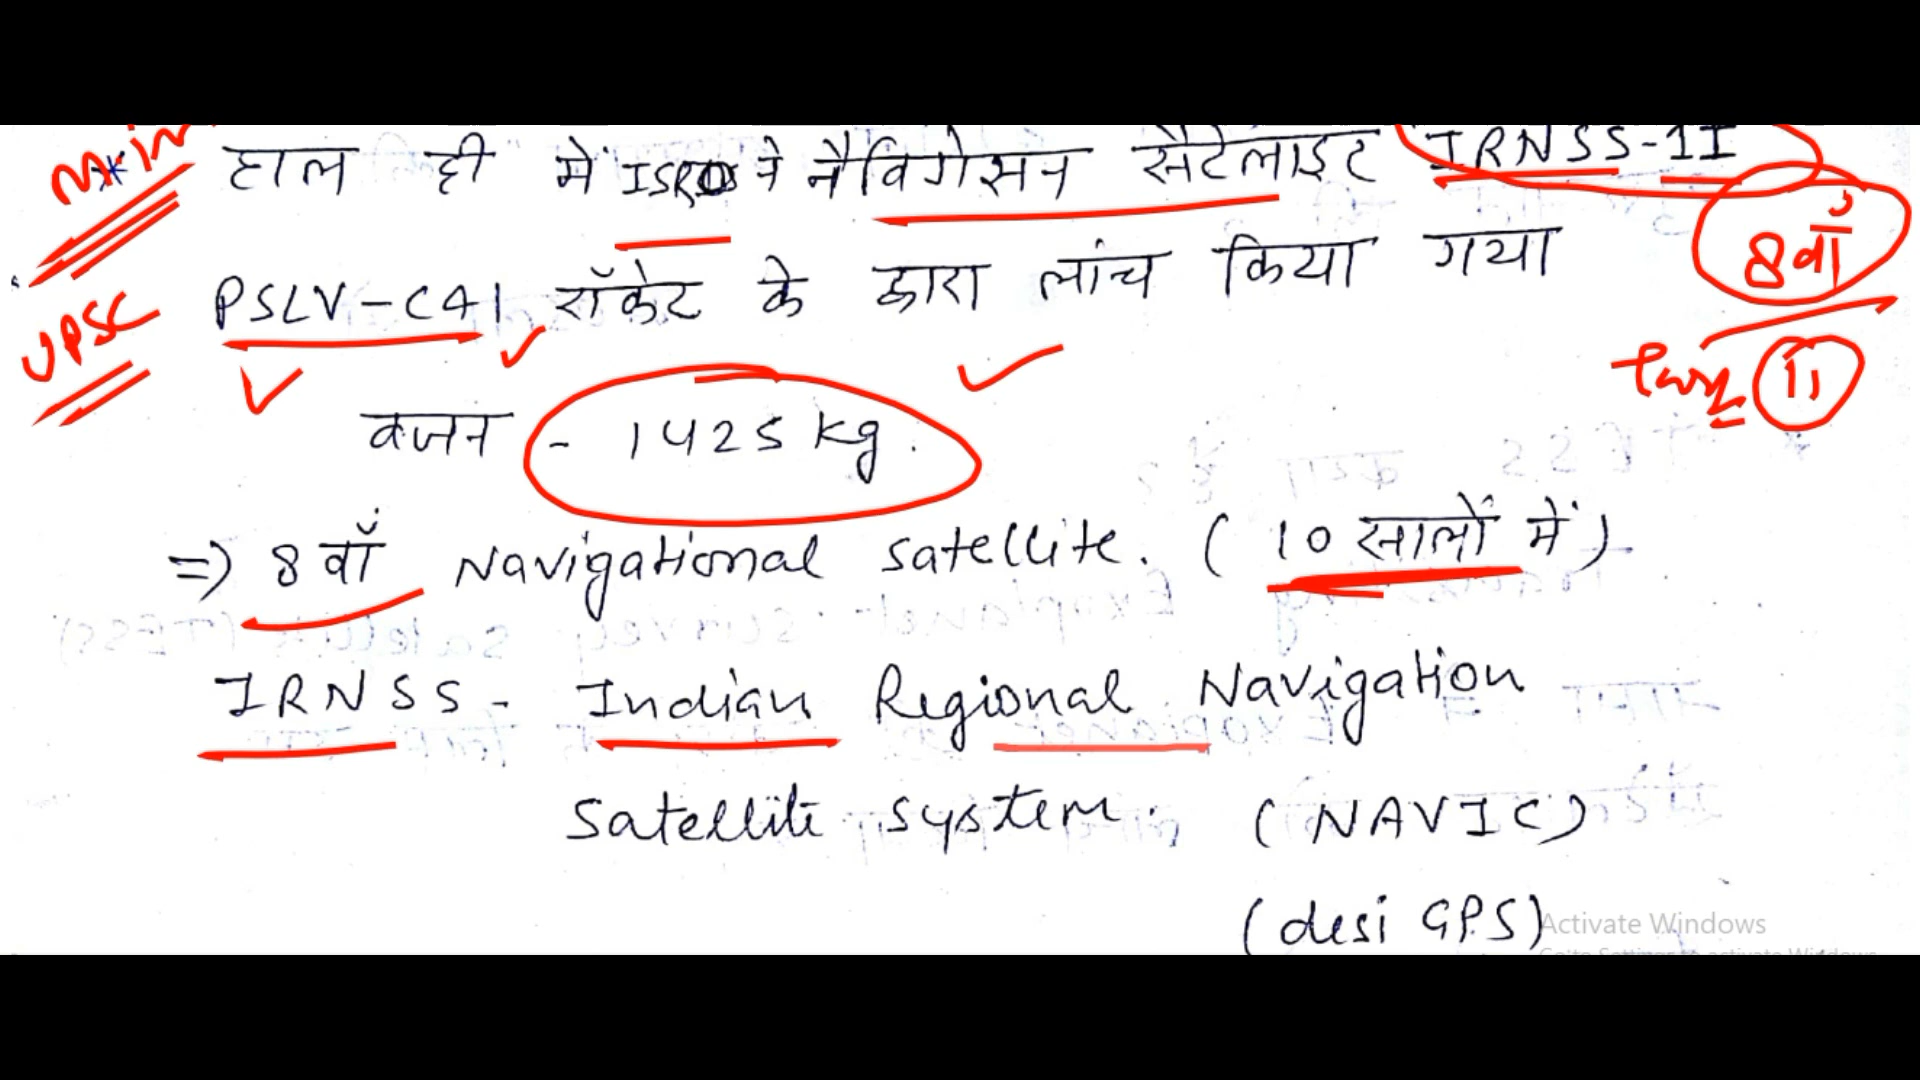 हाल ही में ISRO ने नैविगेसन सैटेलाइट IRNSS-1I
8वाँ
PSLV-C41 रॉकेट के द्वारा लांच किया गया
UPSC
11
वजन - 1425 kg.
=) 8वाँ Navigational Satellite. (10 सालों में)
IRNSS - Indian Regional Navigation
Satellite System. (NAVIC)
(desi GPS)
Activate Windows